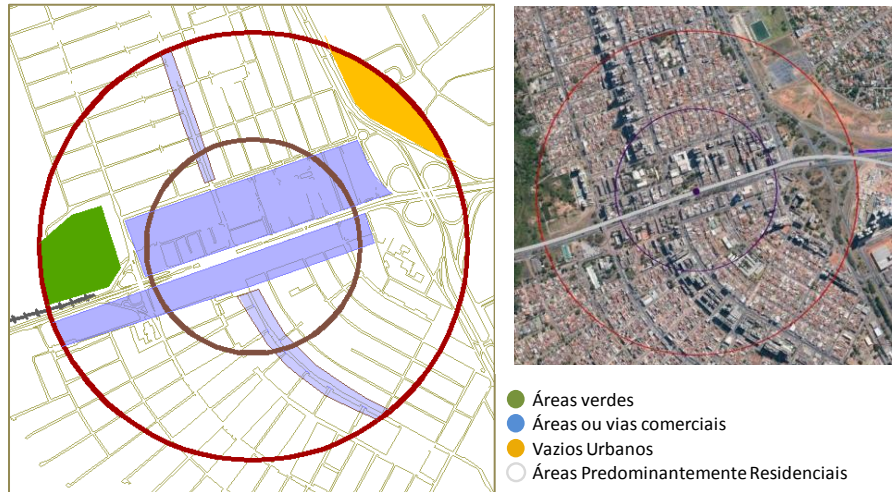 Áreas verdes
Áreas ou vias comerciais
Vazios Urbanos
Áreas Predominantemente Residenciais